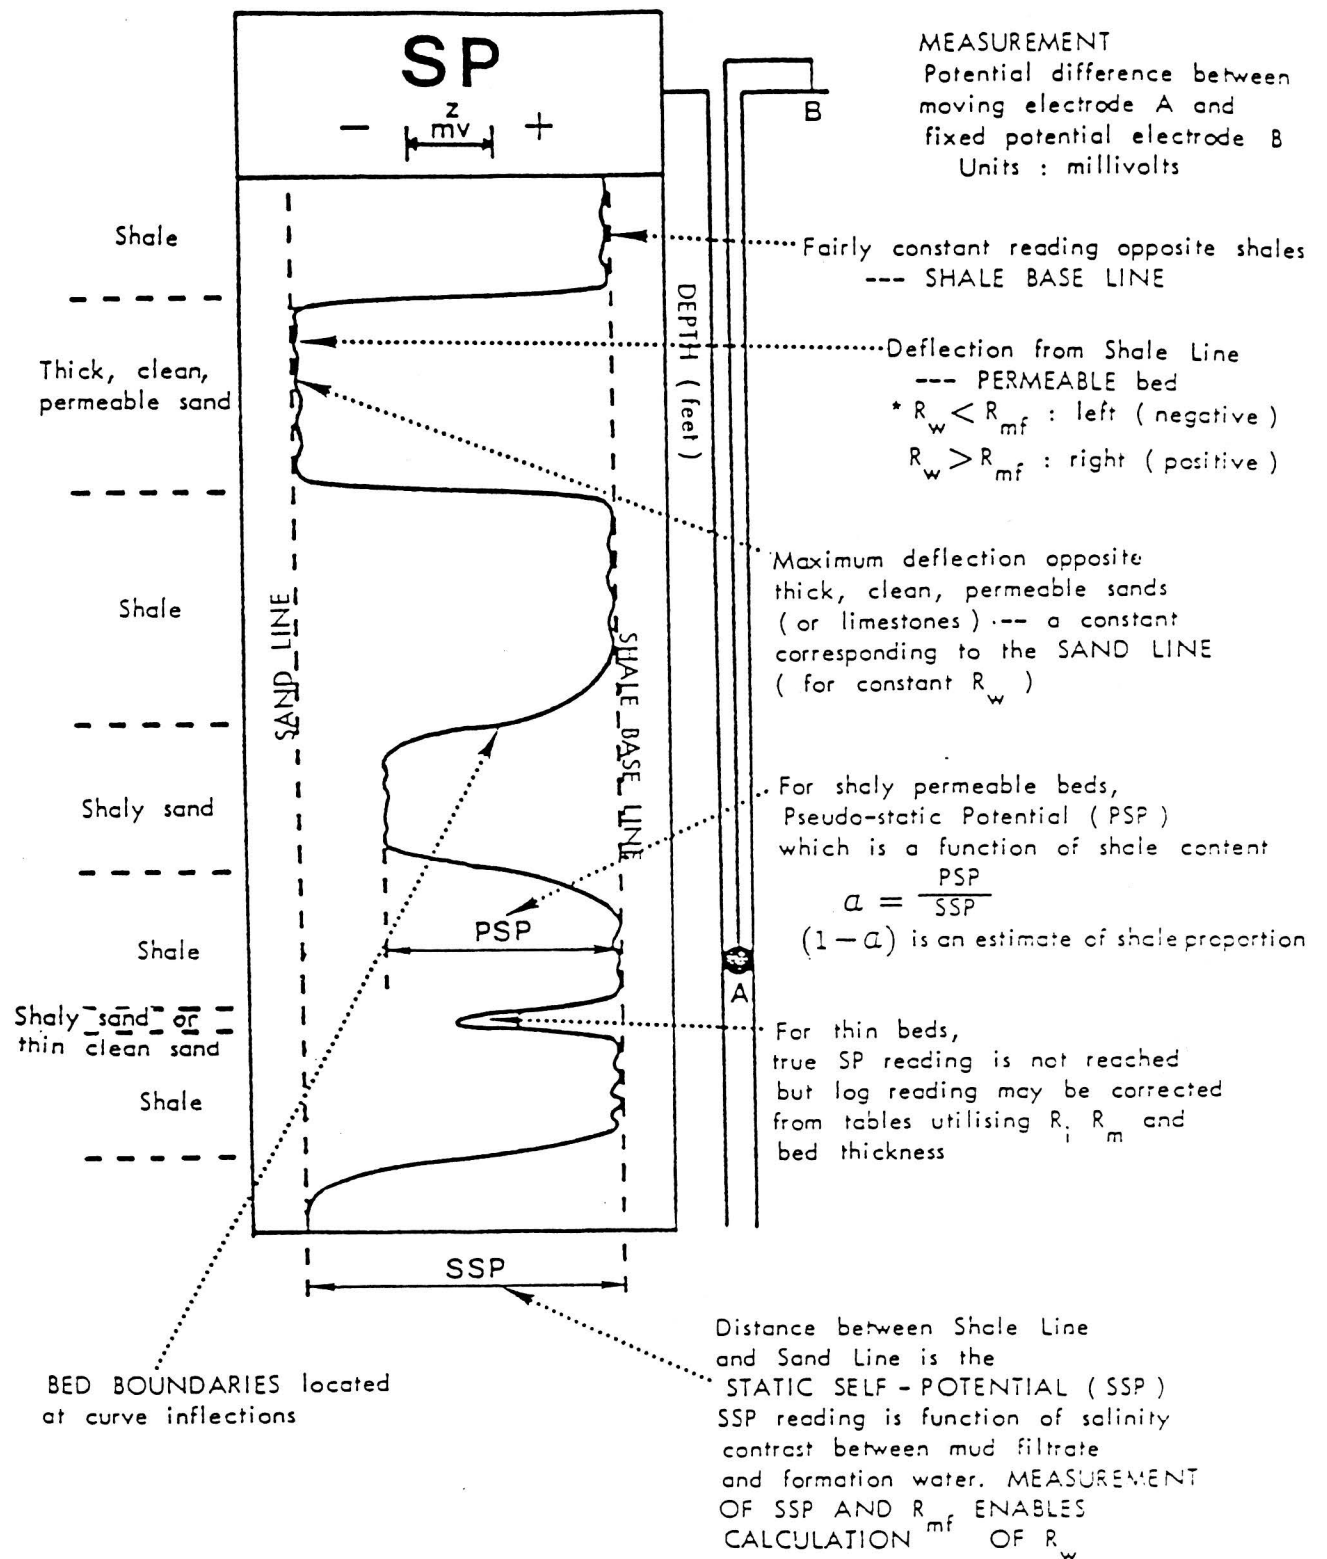 SP
z
- mv +
B
MEASUREMENT
Potential difference between
moving electrode A and
fixed potential electrode B
Units : millivolts
Shale
Fairly constant reading opposite shales
--- SHALE BASE LINE
DEPTH (feet)
Thick, clean,
permeable sand
Deflection from Shale Line
--- PERMEABLE bed
* Rw < Rmf : left (negative)
Rw > Rmf : right (positive)
Maximum deflection opposite
thick, clean, permeable sands
(or limestones) -- a constant
corresponding to the SAND LINE
(for constant Rw)
Shale
SAND LINE
SHALE BASE LINE
Shaly sand
For shaly permeable beds,
Pseudo-static Potential (PSP)
which is a function of shale content
a = PSP
SSP
(1-a) is an estimate of shale proportion
PSP
Shale
A
Shaly sand or
thin clean sand
For thin beds,
true SP reading is not reached
but log reading may be corrected
from tables utilising Ri Rm and
bed thickness
Shale
SSP
BED BOUNDARIES located
at curve inflections
Distance between Shale Line
and Sand Line is the
STATIC SELF-POTENTIAL (SSP)
SSP reading is function of salinity
contrast between mud filtrate
and formation water. MEASUREMENT
OF SSP AND Rmf ENABLES
CALCULATION OF Rw